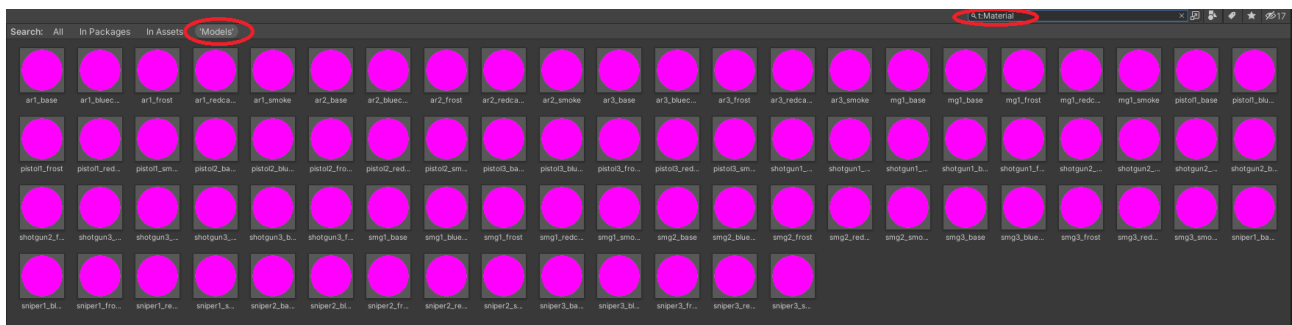 t:Material
17
Search: All In Packages In Assets 'Models'
ar1_base ar1_bluec... ar1_frost ar1_redca... ar1_smoke ar2_base ar2_bluec... ar2_frost ar2_redca... ar2_smoke ar3_base ar3_bluec... ar3_frost ar3_redca... ar3_smoke mg1_base mg1_base mg1_frost mg1_redc... mg1_smoke pistol1_base pistol1_blu...
pistol1_frost pistol1_red... pistol1_sm... pistol2_ba... pistol2_blu... pistol2_fro... pistol2_red... pistol2_sm... pistol3_ba... pistol3_blu... pistol3_fro... pistol3_red... pistol3_sm... shotgun1_... shotgun1_... shotgun1_... shotgun1_b... shotgun1_f... shotgun2_... shotgun2_... shotgun2_... shotgun2_b...
shotgun2_f... shotgun3_... shotgun3_... shotgun3_... shotgun3_b... shotgun3_f... smg1_base smg1_blue... smg1_frost smg1_redc... smg1_smo... smg2_base smg2_blue... smg2_frost smg2_red... smg2_smo... smg3_base smg3_blue... smg3_frost smg3_red... smg3_smo... sniper1_ba...
sniper1_bl... sniper1_fro... sniper1_re... sniper1_s... sniper2_ba... sniper2_bl... sniper2_fr... sniper2_re... sniper2_s... sniper3_ba... sniper3_bl... sniper3_fr... sniper3_re... sniper3_s...